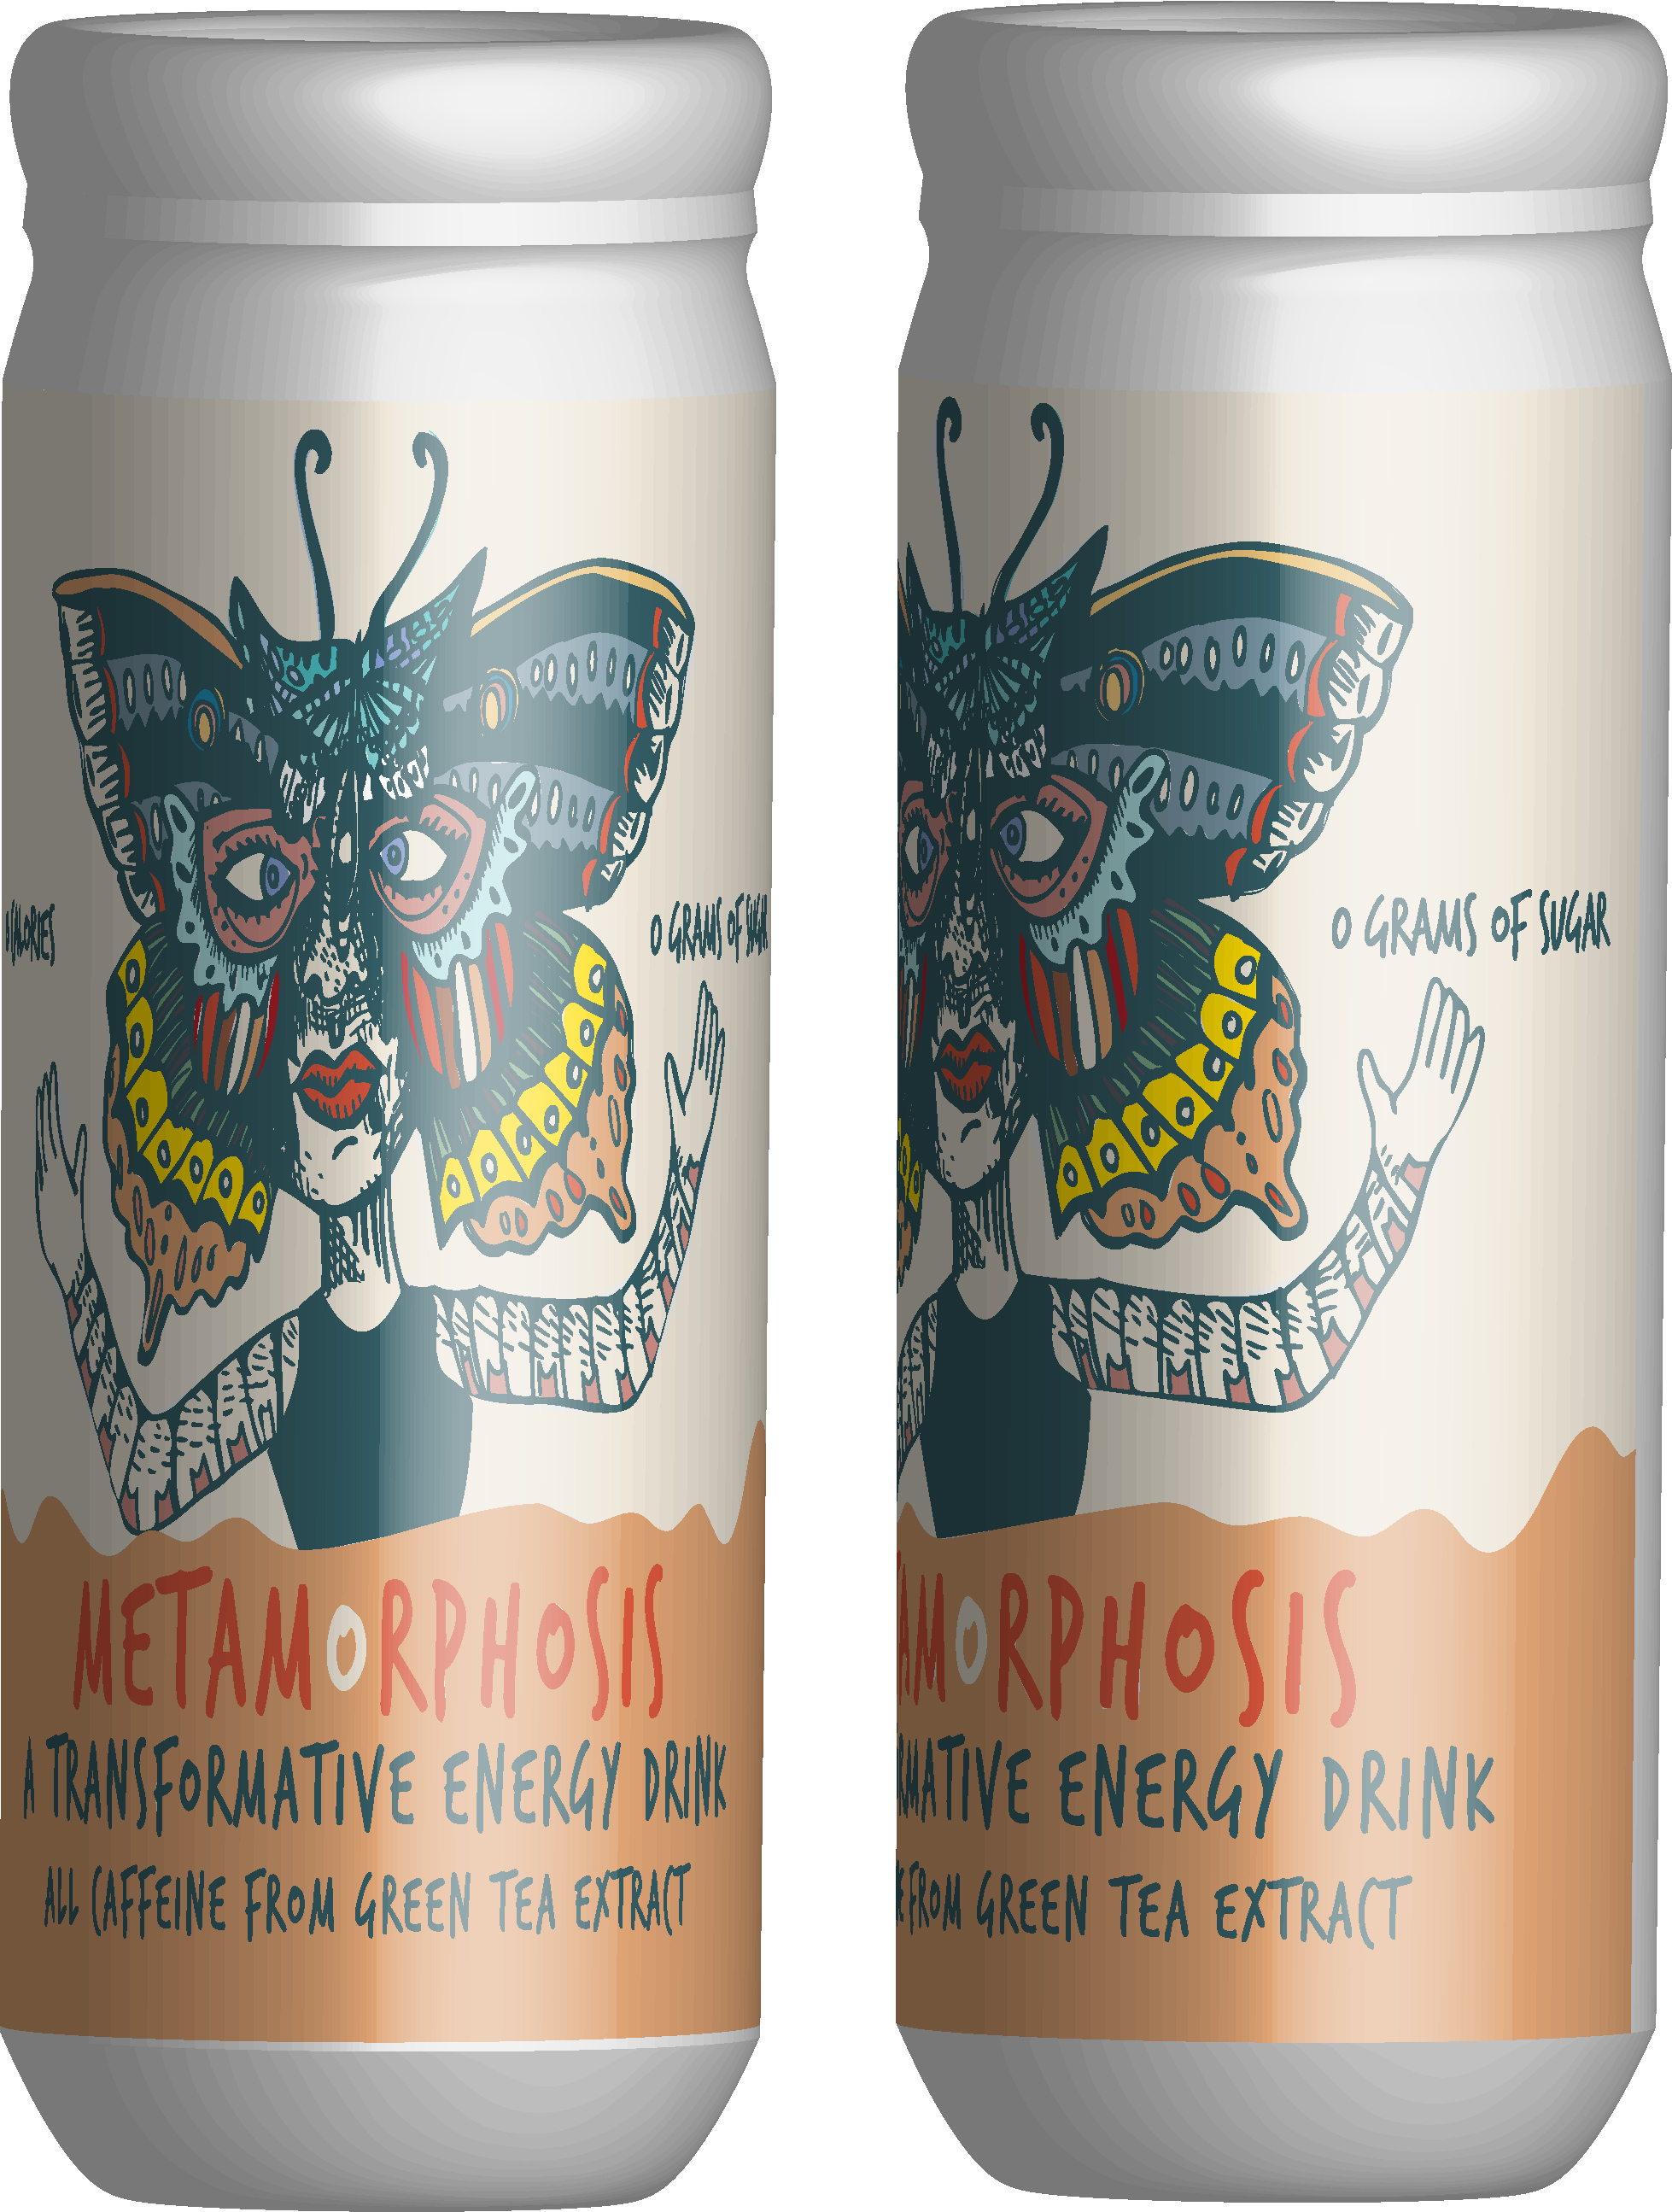 0 CALORIES
0 GRAMS OF SUGAR
METAMORPHOSIS
A TRANSFORMATIVE ENERGY DRINK
ALL CAFFEINE FROM GREEN TEA EXTRACT
0 GRAMS OF SUGAR
AMORPHOSIS
RMATIVE ENERGY DRINK
E FROM GREEN TEA EXTRACT